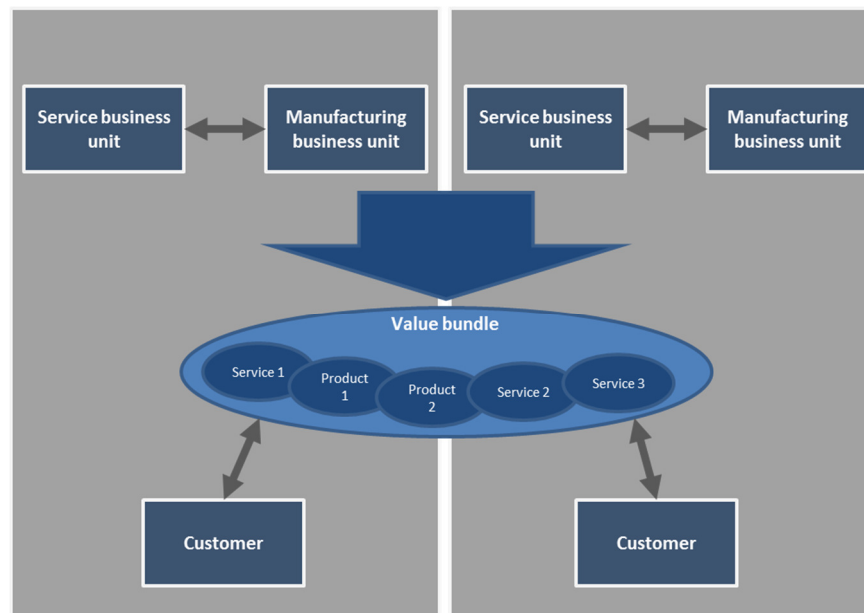 Service business
unit
Manufacturing
business unit
Service business
unit
Manufacturing
business unit
Value bundle
Service 1
Product
1
Product
2
Service 2
Service 3
Customer
Customer